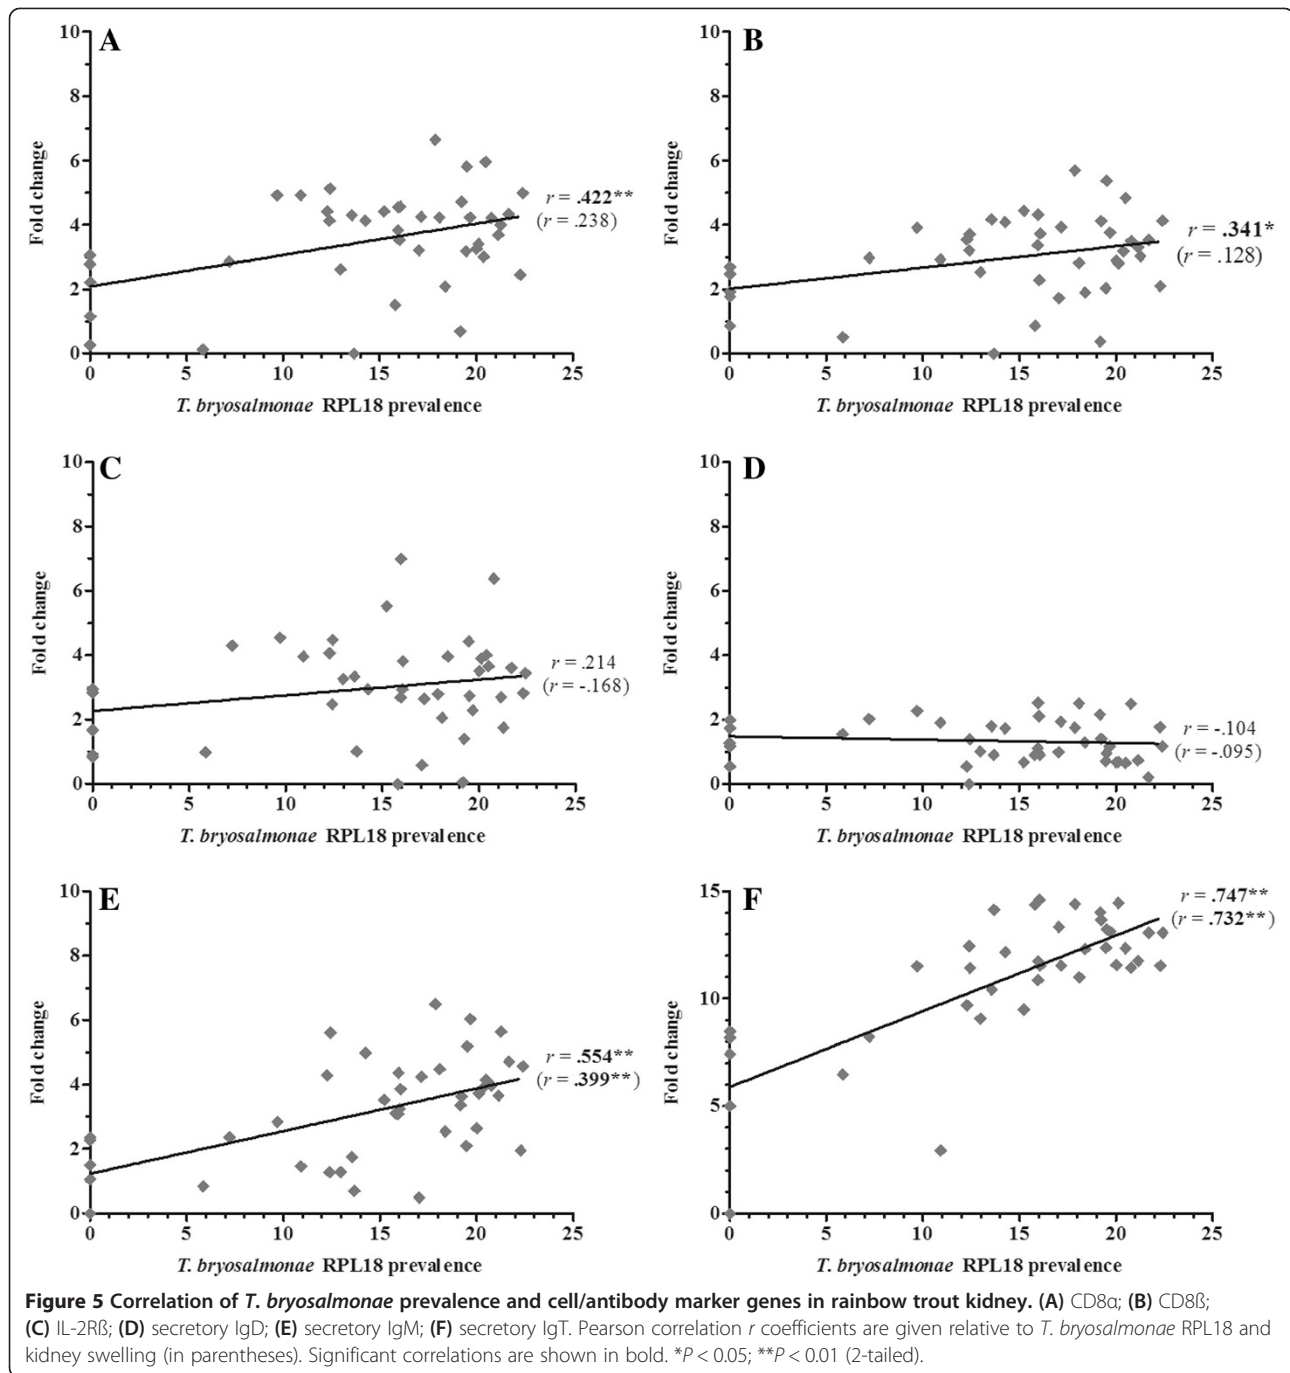 A
10
8
6
4
2
0
Fold change
r = .422**
(r = .238)
0 5 10 15 20 25
T. bryosalmonae RPL18 prevalence
B
10
8
6
4
2
0
Fold change
r = .341*
(r = .128)
0 5 10 15 20 25
T. bryosalmonae RPL18 prevalence
C
10
8
6
4
2
0
Fold change
r = .214
(r = -.168)
0 5 10 15 20 25
T. bryosalmonae RPL18 prevalence
D
10
8
6
4
2
0
Fold change
r = -.104
(r = -.095)
0 5 10 15 20 25
T. bryosalmonae RPL18 prevalence
E
10
8
6
4
2
0
Fold change
r = .554**
(r = .399**)
0 5 10 15 20 25
T. bryosalmonae RPL18 prevalence
F
15
10
5
0
Fold change
r = .747**
(r = .732**)
0 5 10 15 20 25
T. bryosalmonae RPL18 prevalence
Figure 5 Correlation of T. bryosalmonae prevalence and cell/antibody marker genes in rainbow trout kidney. (A) CD8α; (B) CD8ß;
(C) IL-2Rß; (D) secretory IgD; (E) secretory IgM; (F) secretory IgT. Pearson correlation r coefficients are given relative to T. bryosalmonae RPL18 and
kidney swelling (in parentheses). Significant correlations are shown in bold. *P < 0.05; **P < 0.01 (2-tailed).